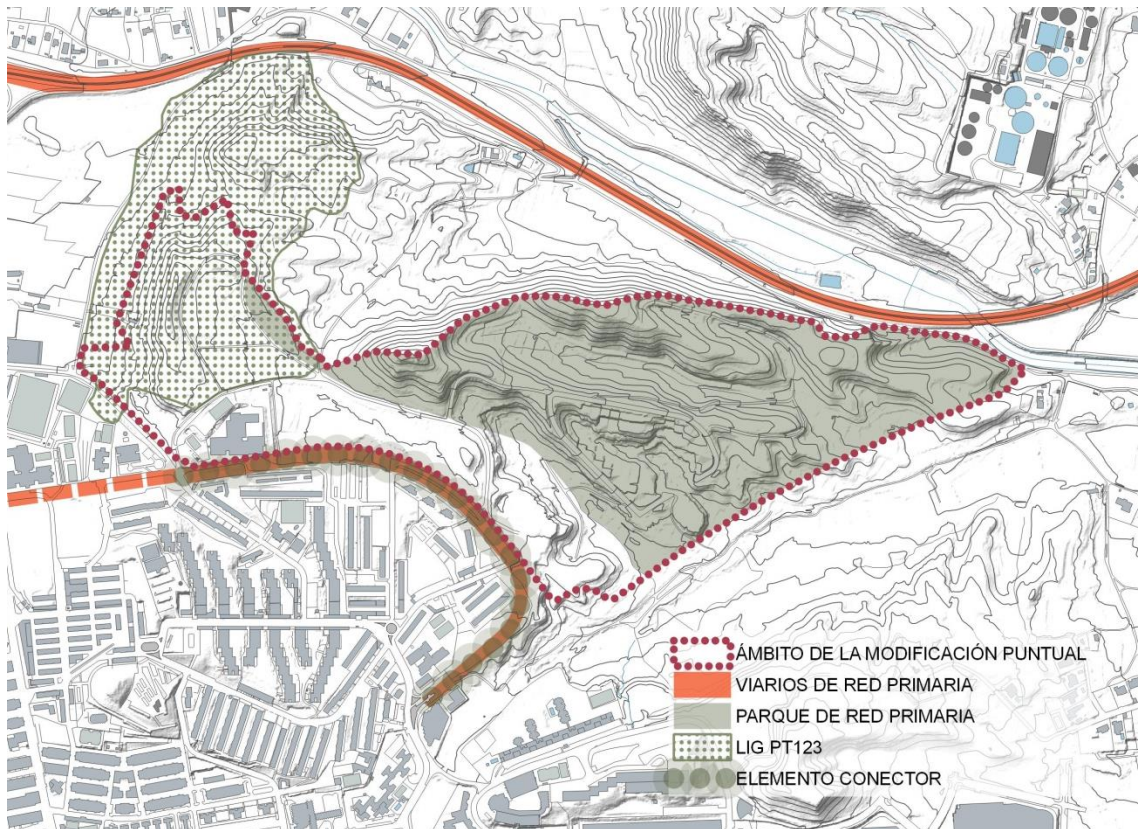 ÁMBITO DE LA MODIFICACIÓN PUNTUAL
VIARIOS DE RED PRIMARIA
PARQUE DE RED PRIMARIA
LIG PT123
ELEMENTO CONECTOR